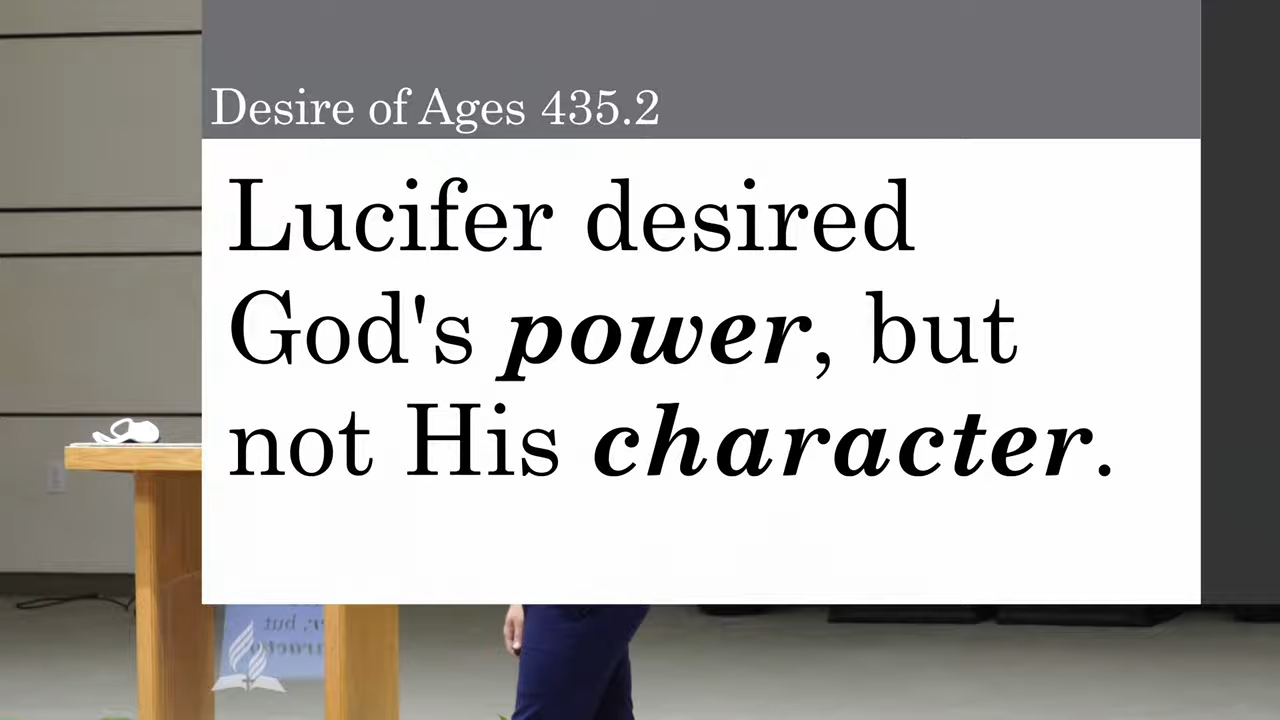 Desire of Ages 435.2
Lucifer desired
God's power, but
not His character.